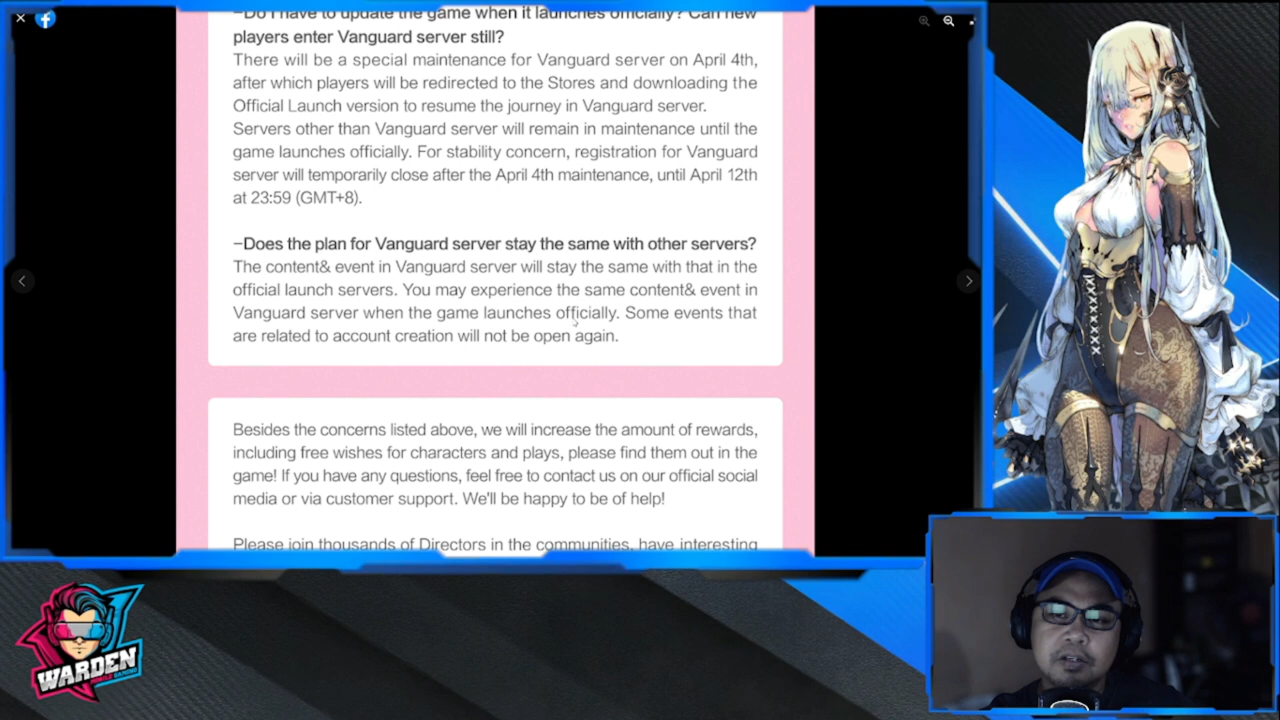 −Do I have to update the game when it launches officially? Can new
players enter Vanguard server still?
There will be a special maintenance for Vanguard server on April 4th,
after which players will be redirected to the Stores and downloading the
Official Launch version to resume the journey in Vanguard server.
Servers other than Vanguard server will remain in maintenance until the
game launches officially. For stability concern, registration for Vanguard
server will temporarily close after the April 4th maintenance, until April 12th
at 23:59 (GMT+8).
−Does the plan for Vanguard server stay the same with other servers?
The content& event in Vanguard server will stay the same with that in the
official launch servers. You may experience the same content& event in
Vanguard server when the game launches officially. Some events that
are related to account creation will not be open again.
Besides the concerns listed above, we will increase the amount of rewards,
including free wishes for characters and plays, please find them out in the
game! If you have any questions, feel free to contact us on our official social
media or via customer support. We'll be happy to be of help!
Please join thousands of Directors in the communities, have interesting
WARDEN
MOBILE GAMING